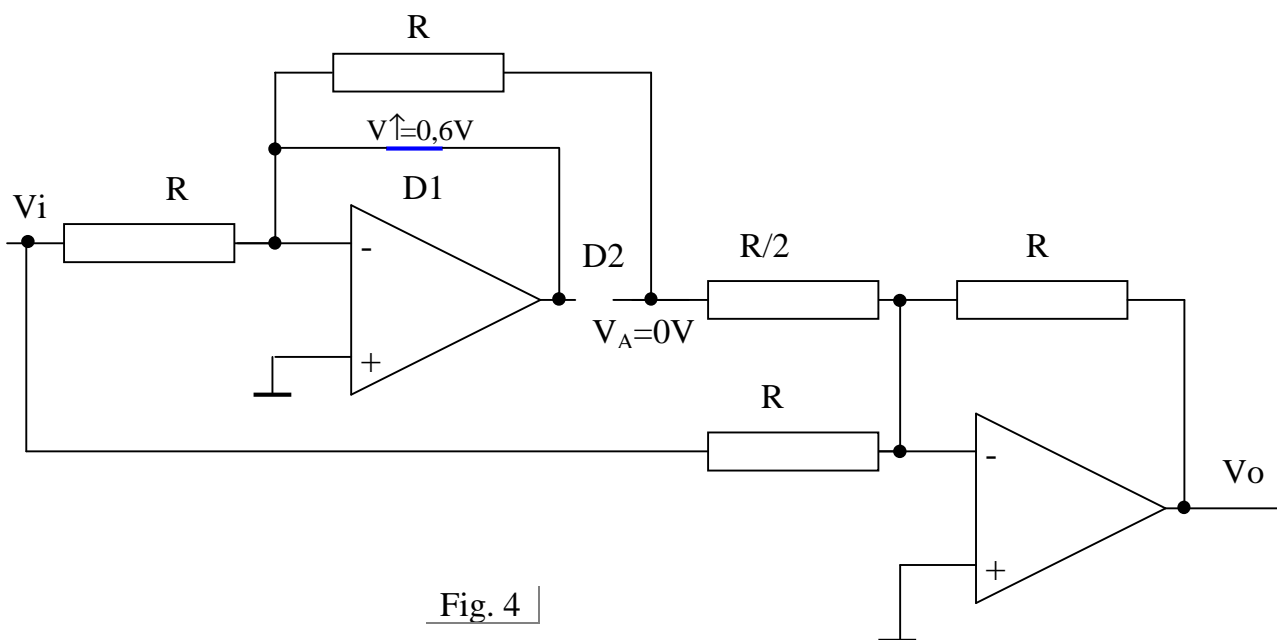 R
V↑=0,6V
D1
R
Vi
-
+
D2
V_A=0V
R/2
R
R
-
+
Vo
Fig. 4